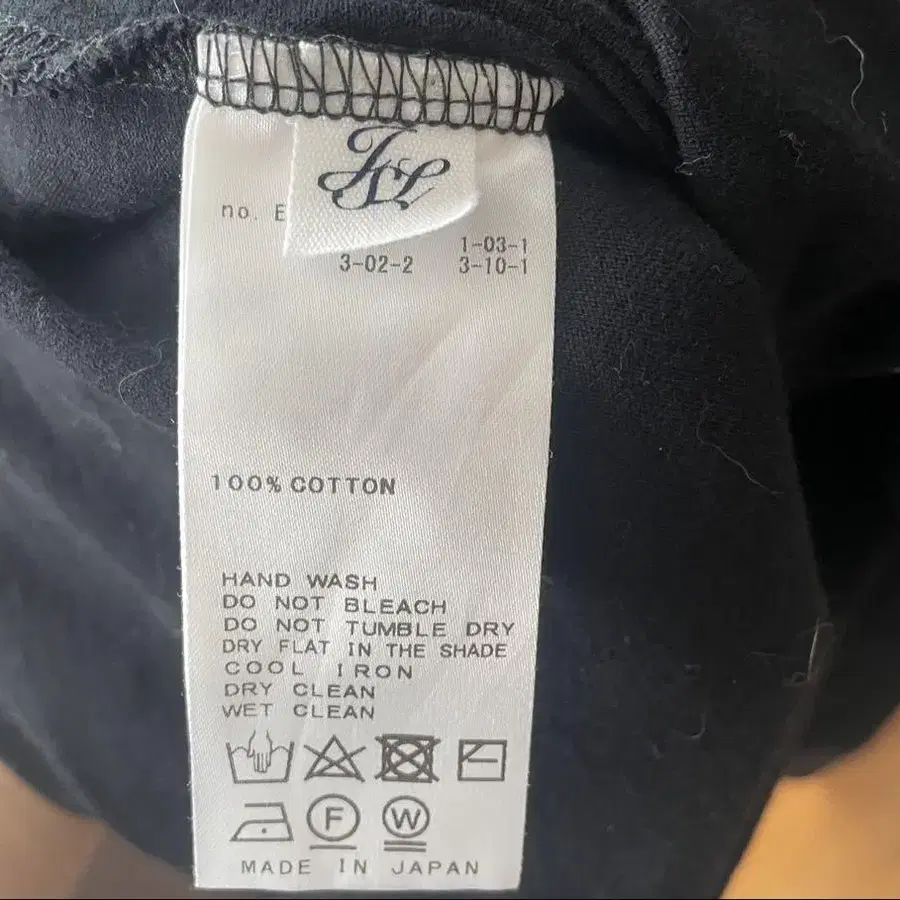 no. E
1-03-1
3-02-2 3-10-1
100% COTTON
HAND WASH
DO NOT BLEACH
DO NOT TUMBLE DRY
DRY FLAT IN THE SHADE
COOL IRON
DRY CLEAN
WET CLEAN
F W
MADE IN JAPAN